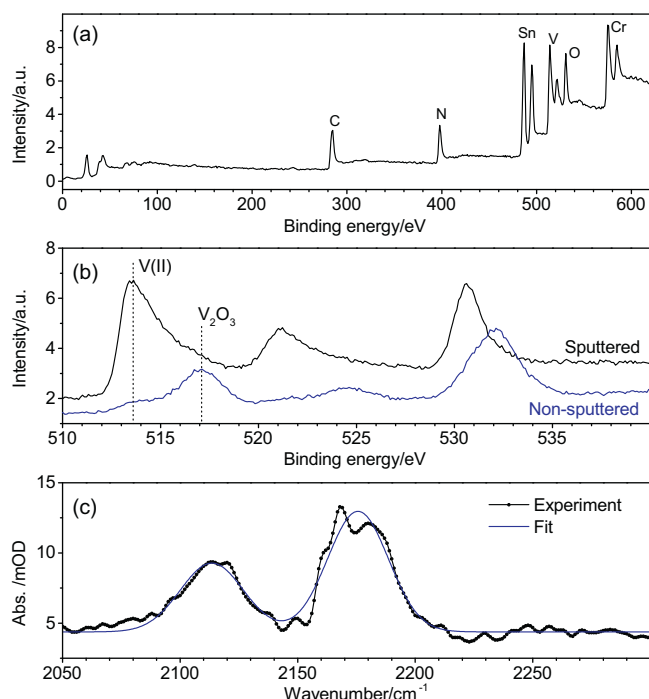 (a)
Sn
V
O
Cr
C
N
Intensity/a.u.
8
6
4
2
0
0 100 200 300 400 500 600
Binding energy/eV
(b)
V(II)
V₂O₃
Sputtered
Non-sputtered
Intensity/a.u.
8
6
4
2
510 515 520 525 530 535
Binding energy/eV
(c)
Experiment
Fit
Abs. /mOD
15
10
5
2050 2100 2150 2200 2250
Wavenumber/cm⁻¹